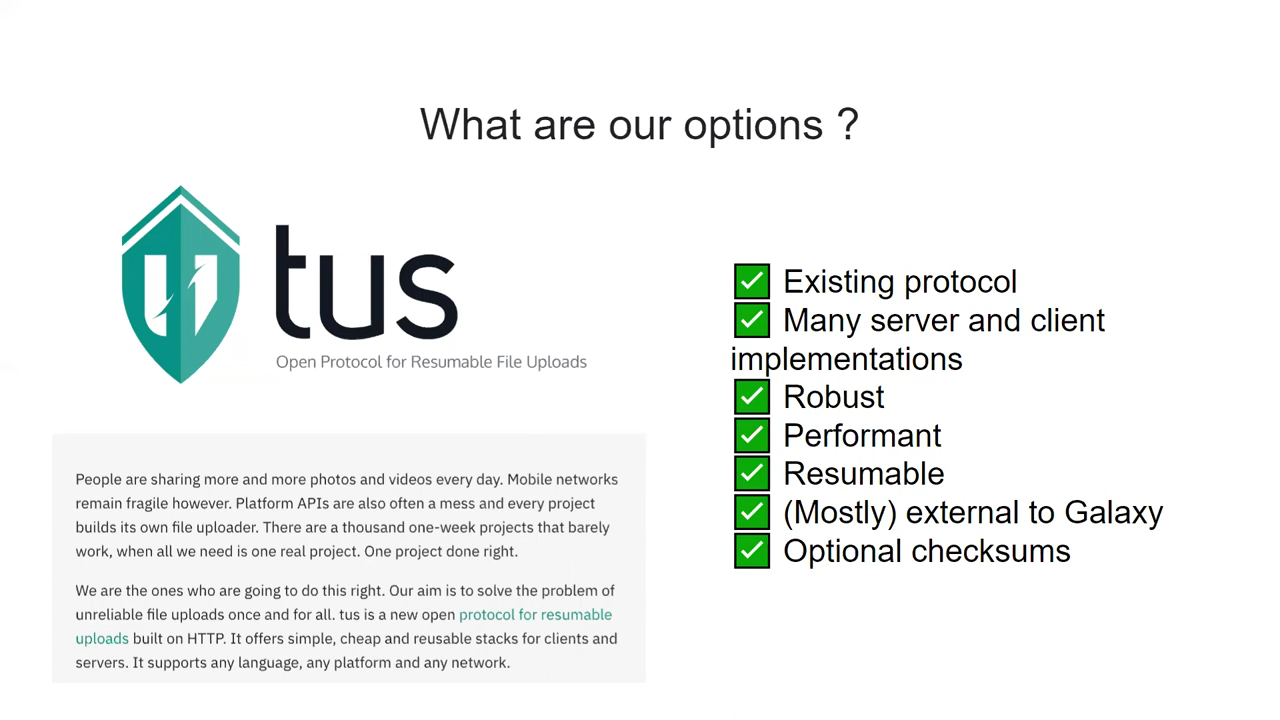 What are our options ?
tus
Open Protocol for Resumable File Uploads
People are sharing more and more photos and videos every day. Mobile networks
remain fragile however. Platform APIs are also often a mess and every project
builds its own file uploader. There are a thousand one-week projects that barely
work, when all we need is one real project. One project done right.
We are the ones who are going to do this right. Our aim is to solve the problem of
unreliable file uploads once and for all. tus is a new open protocol for resumable
uploads built on HTTP. It offers simple, cheap and reusable stacks for clients and
servers. It supports any language, any platform and any network.
✅ Existing protocol
✅ Many server and client
implementations
✅ Robust
✅ Performant
✅ Resumable
✅ (Mostly) external to Galaxy
✅ Optional checksums